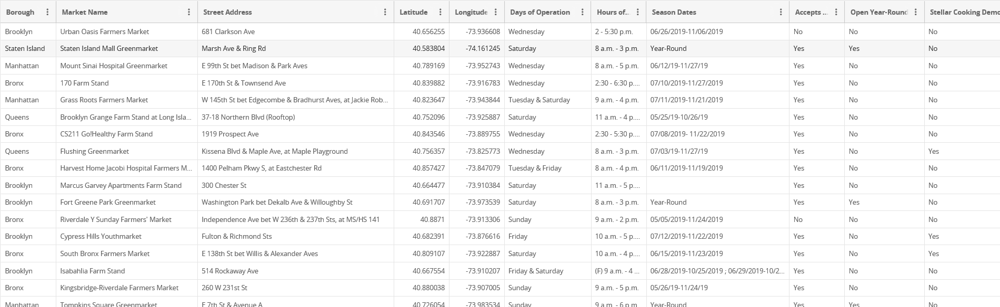 Borough Market Name Street Address Latitude Longitude Days of Operation Hours of... Season Dates Accepts ... Open Year-Round Stellar Cooking Demo
Brooklyn Urban Oasis Farmers Market 681 Clarkson Ave 40.656255 -73.936608 Wednesday 2 - 5:30 p.m. 06/26/2019-11/06/2019 No No No
Staten Island Staten Island Mall Greenmarket Marsh Ave & Ring Rd 40.583804 -74.161245 Saturday 8 a.m. - 3 p.m. Year-Round Yes Yes No
Manhattan Mount Sinai Hospital Greenmarket E 99th St bet Madison & Park Aves 40.789169 -73.952743 Wednesday 8 a.m. - 5 p.m. 06/12/19-11/27/19 Yes No No
Bronx 170 Farm Stand E 170th St & Townsend Ave 40.839882 -73.916783 Wednesday 2:30 - 6:30 p.... 07/10/2019-11/27/2019 Yes No No
Manhattan Grass Roots Farmers Market W 145th St bet Edgecombe & Bradhurst Aves, at Jackie Rob... 40.823647 -73.943844 Tuesday & Saturday 9 a.m. - 4 p.m. 07/11/2019-11/21/2019 Yes No No
Queens Brooklyn Grange Farm Stand at Long Isla... 37-18 Northern Blvd (Rooftop) 40.752096 -73.925887 Saturday 11 a.m. - 4 p.... 05/25/19-10/26/19 Yes No No
Bronx CS211 Go!Healthy Farm Stand 1919 Prospect Ave 40.843546 -73.889755 Wednesday 2:30 - 5:30 p.... 07/08/2019- 11/22/2019 Yes No No
Queens Flushing Greenmarket Kissena Blvd & Maple Ave, at Maple Playground 40.756357 -73.825773 Wednesday 8 a.m. - 3 p.m. 07/03/19-11/27/19 Yes No Yes
Bronx Harvest Home Jacobi Hospital Farmers M... 1400 Pelham Pkwy S, at Eastchester Rd 40.857427 -73.847079 Tuesday & Friday 8 a.m. - 4 p.m. 06/11/2019-11/19/2019 Yes No No
Brooklyn Marcus Garvey Apartments Farm Stand 300 Chester St 40.664477 -73.910384 Saturday 11 a.m. - 5 p.... Yes No No
Brooklyn Fort Greene Park Greenmarket Washington Park bet Dekalb Ave & Willoughby St 40.691707 -73.973539 Saturday 8 a.m. - 3 p.m. Year-Round Yes Yes No
Bronx Riverdale Y Sunday Farmers' Market Independence Ave bet W 236th & 237th Sts, at MS/HS 141 40.8871 -73.913306 Sunday 9 a.m. - 2 p.m. 05/05/2019-11/24/2019 No No No
Brooklyn Cypress Hills Youthmarket Fulton & Richmond Sts 40.682391 -73.876616 Friday 10 a.m. - 5 p.... 07/12/2019-11/22/2019 Yes No Yes
Bronx South Bronx Farmers Market E 138th St bet Willis & Alexander Aves 40.809107 -73.922887 Saturday 10 a.m. - 4 p.... 06/15/2019-11/23/2019 Yes No Yes
Brooklyn Isabahlia Farm Stand 514 Rockaway Ave 40.667554 -73.910207 Friday & Saturday (F) 9 a.m. - 4 ... 06/28/2019-10/25/2019 ; 06/29/2019-10/2... Yes No No
Bronx Kingsbridge-Riverdale Farmers Market 260 W 231st St 40.880038 -73.907005 Sunday 9 a.m. - 5 p.m. 05/26/19-11/24/19 Yes No No
Manhattan Tompkins Square Greenmarket E 7th St & Avenue A 40.726054 -73.983534 Sunday 9 a.m. - 6 p.m. Year-Round Yes Yes No